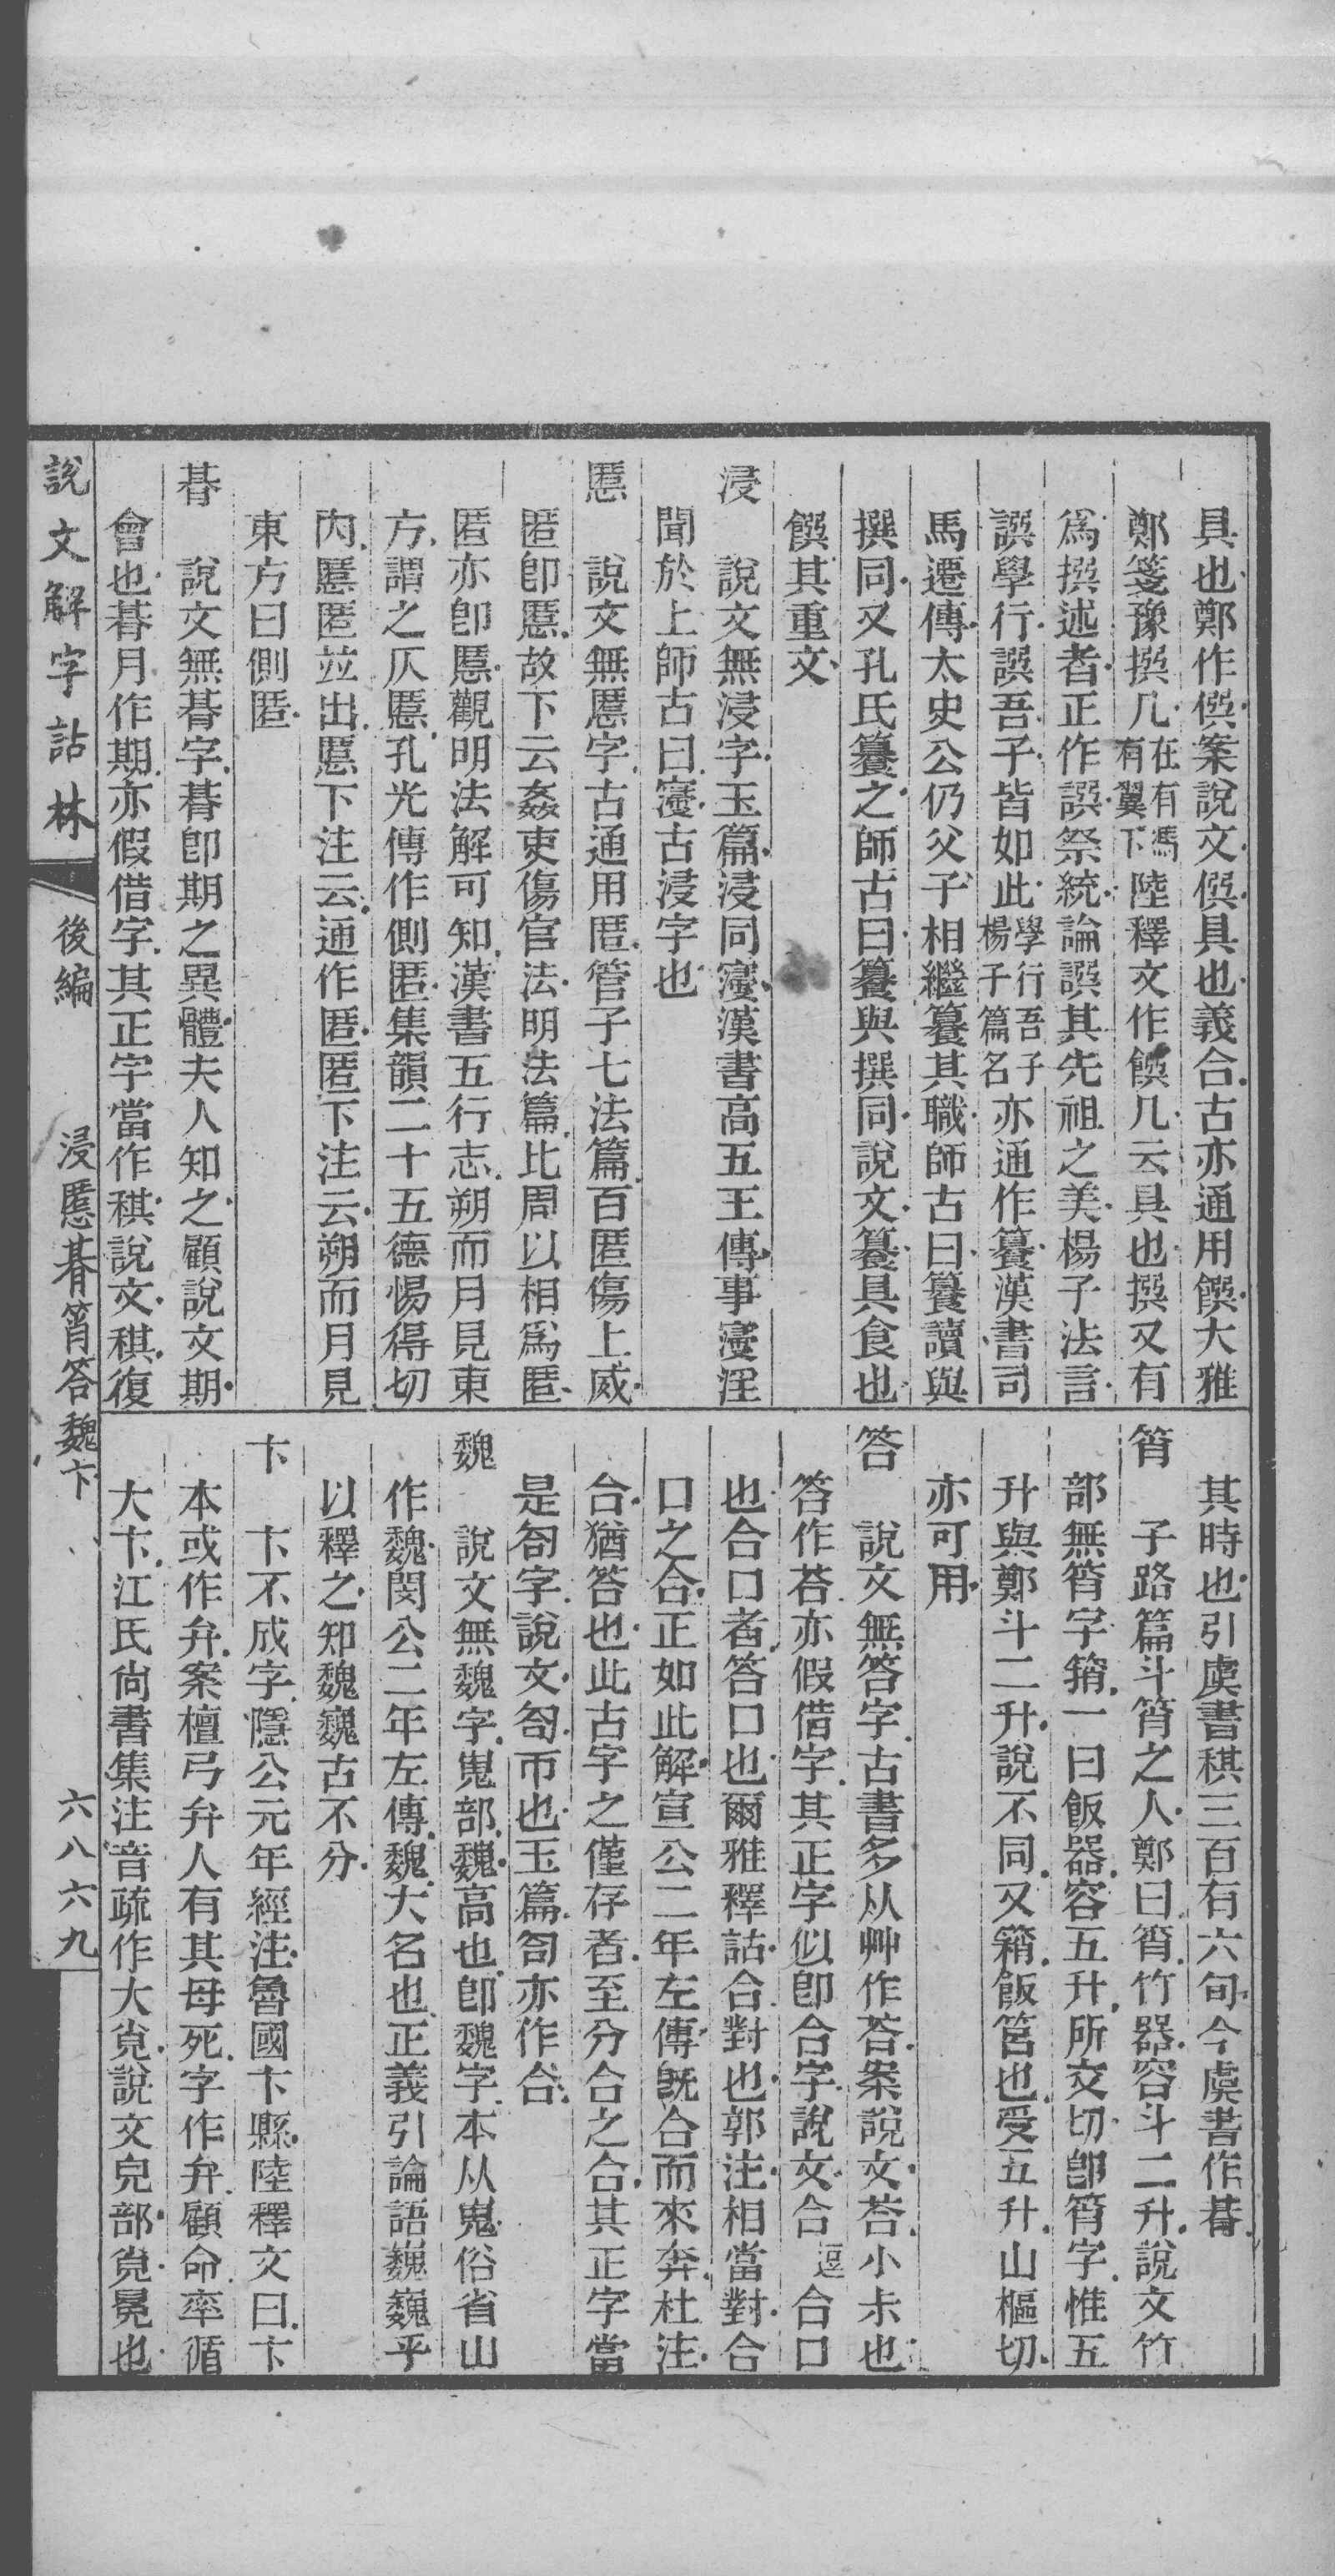 具也鄭作僎案說文僎具也義合古亦通用饌大雅
鄭箋豫撰几在有馮有翼下陸釋文作饌几云具也撰又有
爲撰述者正作譔祭統論譔其先祖之美楊子法言
譔學行譔吾子皆如此學行吾子楊子篇名亦通作籑漢書司
馬遷傳太史公仍父子相繼籑其職師古曰籑讀與
撰同又孔氏籑之師古曰籑與撰同說文籑具食也
饌其重文
浸　說文無浸字玉篇浸同寖漢書高五王傳事寖淫
聞於上師古曰寖古浸字也
慝　說文無慝字古通用匿管子七法篇百匿傷上威
匿卽慝故下云姦吏傷官法明法篇比周以相爲匿
匿亦卽慝觀明法解可知漢書五行志朔而月見東
方謂之仄慝孔光傳作側匿集韻二十五德惕得切
內慝匿竝出慝下注云通作匿匿下注云朔而月見
東方曰側匿
朞　說文無朞字朞卽期之異體夫人知之顧說文期
會也朞月作期亦假借字其正字當作稘說文稘復
其時也引虞書稘三百有六旬今虞書作朞
筲　子路篇斗筲之人鄭曰筲竹器容斗二升說文竹
部無筲字䈰一曰飯器容五升所交切卽筲字惟五
升與鄭斗二升說不同又䈾飯筥也受五升山樞切
亦可用
答　說文無答字古書多从艸作荅案說文荅小尗也
答作荅亦假借字其正字似卽合字說文合逗合口
也合口者答口也爾雅釋詁合對也郭注相當對合
口之合正如此解宣公二年左傳旣合而來奔杜注
合猶答也此古字之僅存者至分合之合其正字當
是匌字說文匌帀也玉篇匌亦作合
魏　說文無魏字嵬部巍高也卽魏字本从嵬俗省山
作魏閔公二年左傳魏大名也正義引論語巍巍乎
以釋之知魏巍古不分
卞　卞不成字隱公元年經注魯國卞縣陸釋文曰卞
本或作弁案檀弓弁人有其母死字作弁顧命率循
大卞江氏尙書集注音疏作大覍說文皃部覍冕也
說文解字詁林　後編　浸慝朞筲答魏卞　六八六九